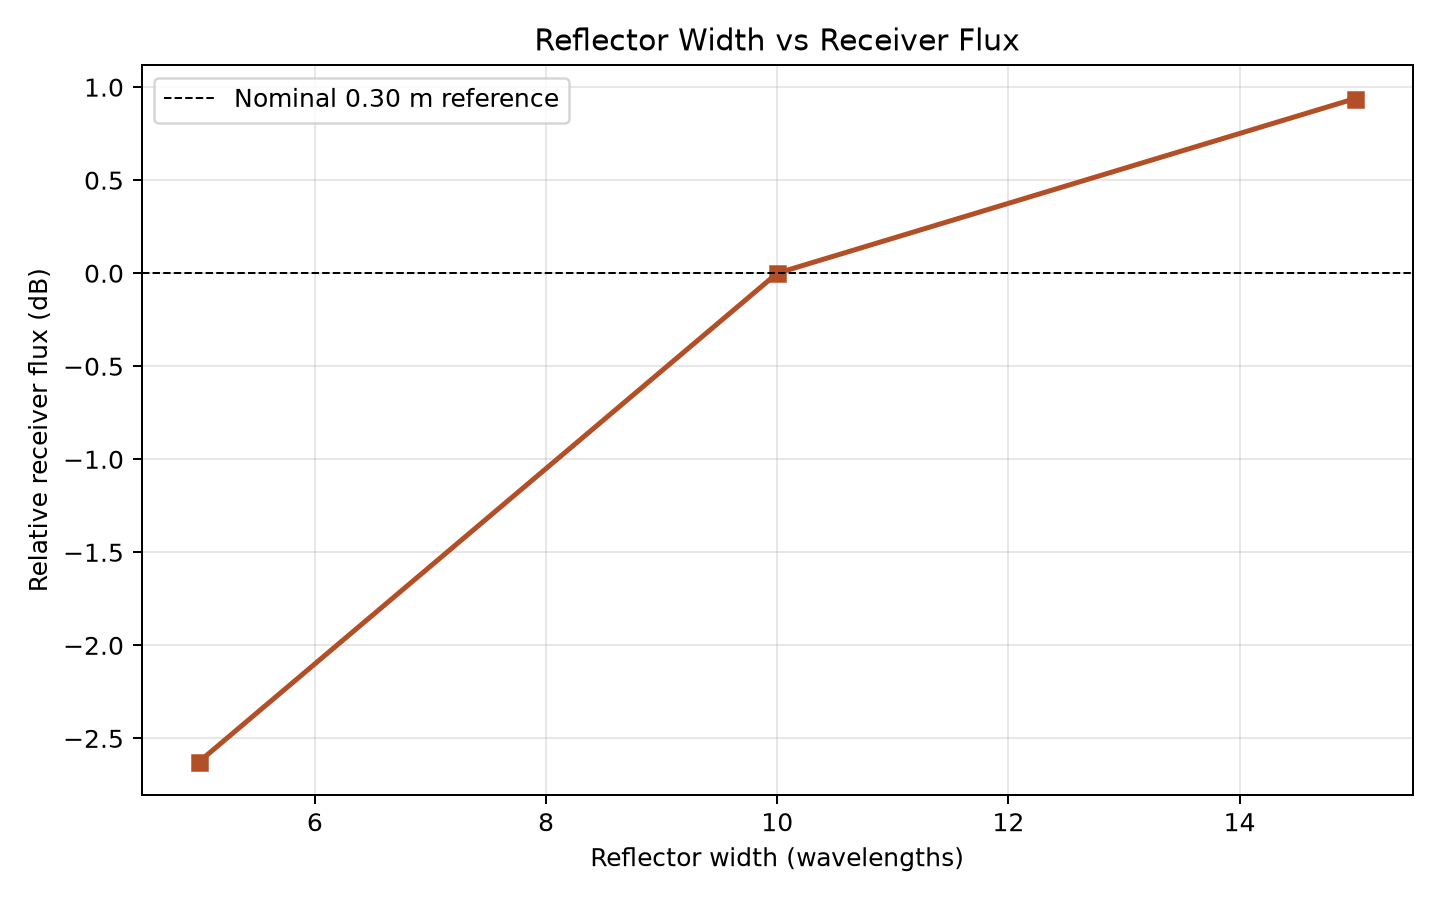 Reflector Width vs Receiver Flux
Nominal 0.30 m reference
Relative receiver flux (dB)
1.0
0.5
0.0
−0.5
−1.0
−1.5
−2.0
−2.5
6 8 10 12 14
Reflector width (wavelengths)